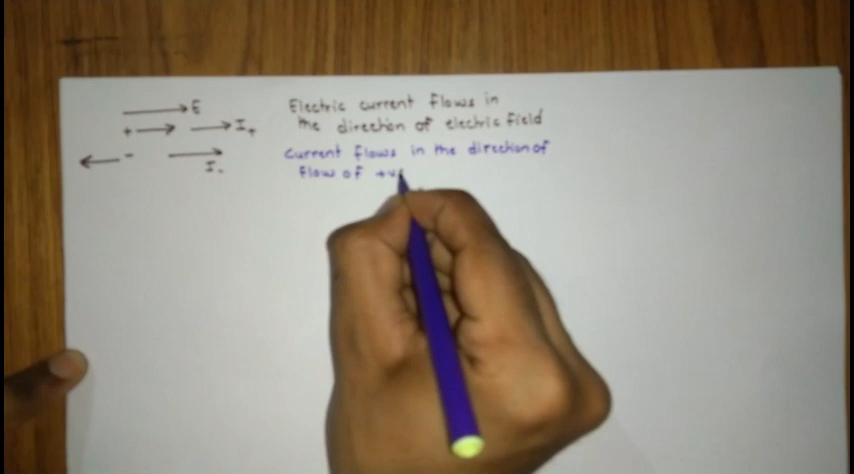 E
+ I+
- I-
Electric current flows in
the direction of electric field
Current flows in the direction of
flow of +v